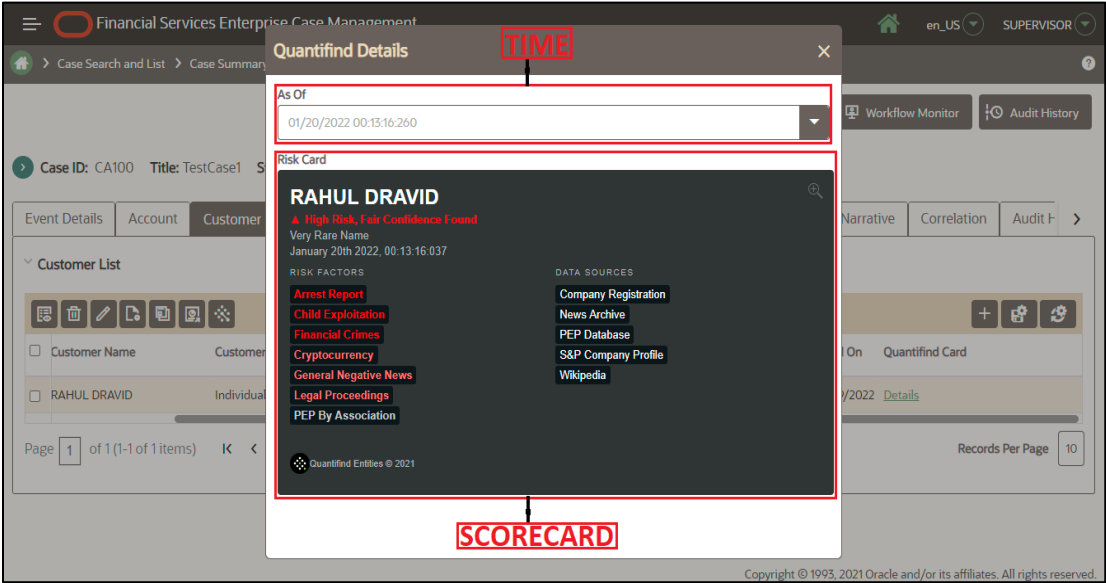 Financial Services Enterprise Case Management
en_US
SUPERVISOR
TIME
Quantifind Details
Case Search and List
Case Summary
As Of
01/20/2022 00:13:16:260
Workflow Monitor
Audit History
Risk Card
Case ID: CA100 Title: TestCase1 S
RAHUL DRAVID
High Risk, Fair Confidence Found
Very Rare Name
January 20th 2022, 00:13:16:037
Event Details
Account
Customer
Narrative
Correlation
Audit H
RISK FACTORS
DATA SOURCES
Arrest Report
Child Exploitation
Financial Crimes
Cryptocurrency
General Negative News
Legal Proceedings
PEP By Association
Company Registration
News Archive
PEP Database
S&P Company Profile
Wikipedia
Quantifind Entities © 2021
Customer List
Customer Name
Customer
On
Quantifind Card
RAHUL DRAVID
Individual
/2022
Details
Page 1 of 1 (1-1 of 1 items)
Records Per Page 10
SCORECARD
Copyright © 1993, 2021 Oracle and/or its affiliates. All rights reserved.